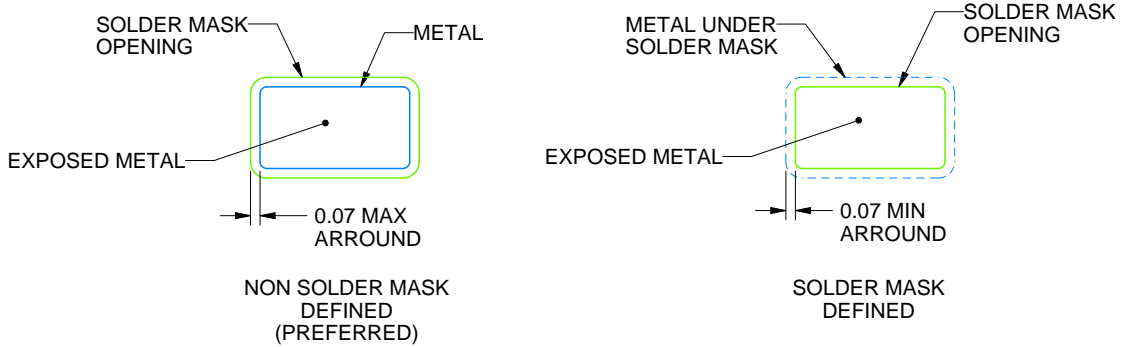 SOLDER MASK
OPENING
METAL
EXPOSED METAL
0.07 MAX
ARROUND
NON SOLDER MASK
DEFINED
(PREFERRED)
METAL UNDER
SOLDER MASK
SOLDER MASK
OPENING
EXPOSED METAL
0.07 MIN
ARROUND
SOLDER MASK
DEFINED